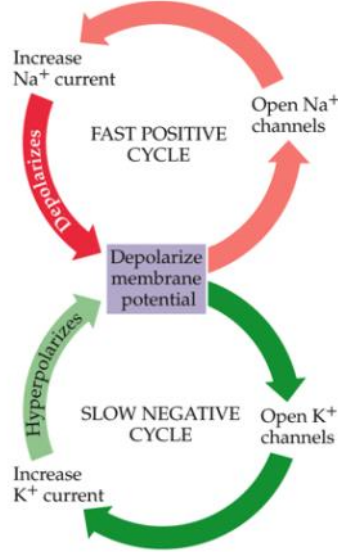 Increase
Na⁺ current
Open Na⁺
channels
FAST POSITIVE
CYCLE
Depolarizes
Depolarize
membrane
potential
Hyperpolarizes
SLOW NEGATIVE
CYCLE
Open K⁺
channels
Increase
K⁺ current